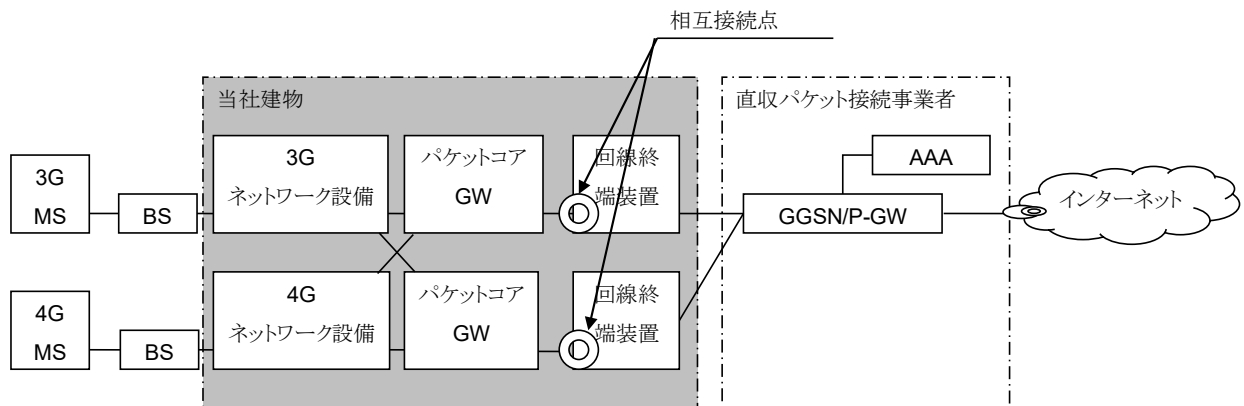 相互接続点
当社建物
直収パケット接続事業者
3G
MS
BS
3G
ネットワーク設備
パケットコア
GW
回線終
端装置
AAA
GGSN/P-GW
インターネット
4G
MS
BS
4G
ネットワーク設備
パケットコア
GW
回線終
端装置